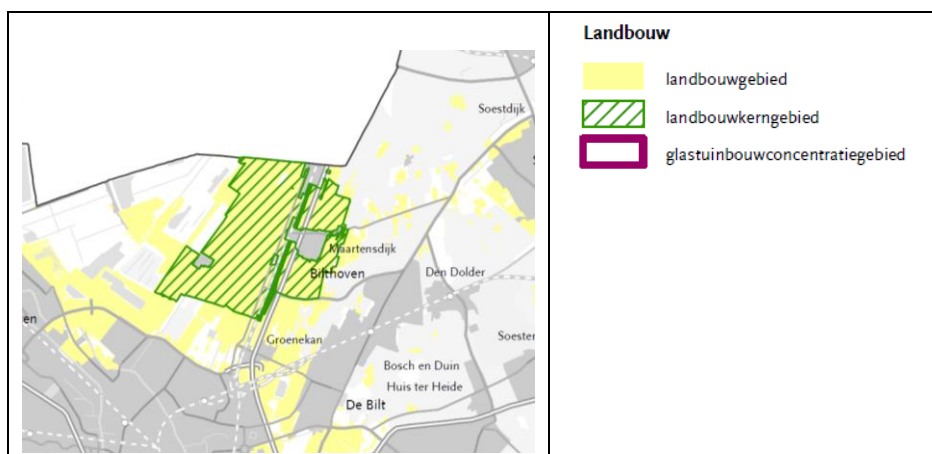 Soestdijk
Maartensdijk
Bilthoven
Den Dolder
en
Groenekan
Soester
Bosch en Duin
Huis ter Heide
De Bilt
Landbouw
landbouwgebied
landbouwkerngebied
glastuinbouwconcentratiegebied